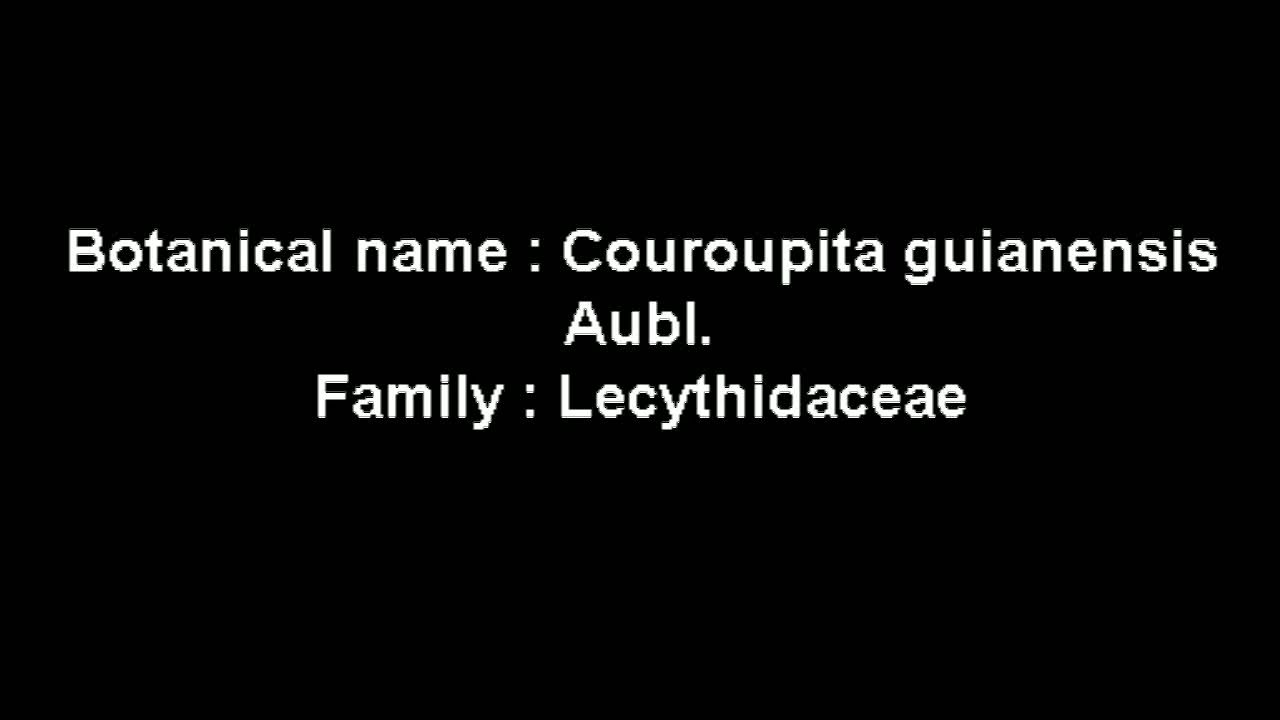 Botanical name : Couroupita guianensis
Aubl.
Family : Lecythidaceae